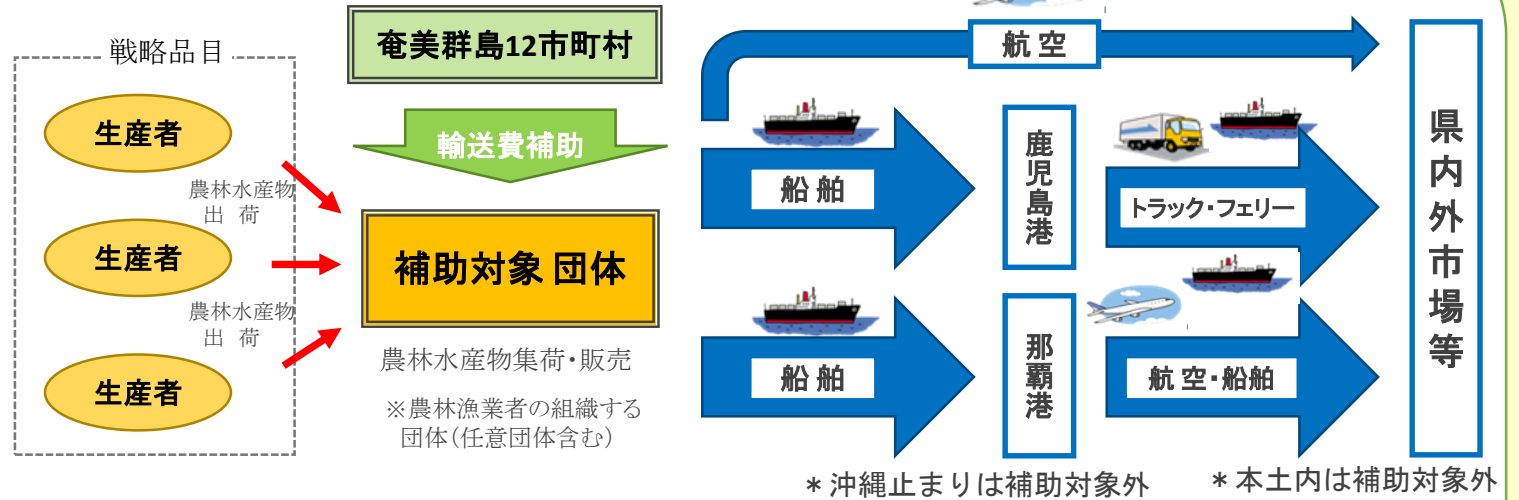 戦略品目
生産者
生産者
生産者
農林水産物
出 荷
農林水産物
出 荷
奄美群島12市町村
輸送費補助
補助対象 団体
農林水産物集荷・販売
※農林漁業者の組織する
団体(任意団体含む)
航 空
船 舶
鹿児島港
トラック・フェリー
船 舶
那覇港
航 空・船舶
県内外市場等
*沖縄止まりは補助対象外
*本土内は補助対象外